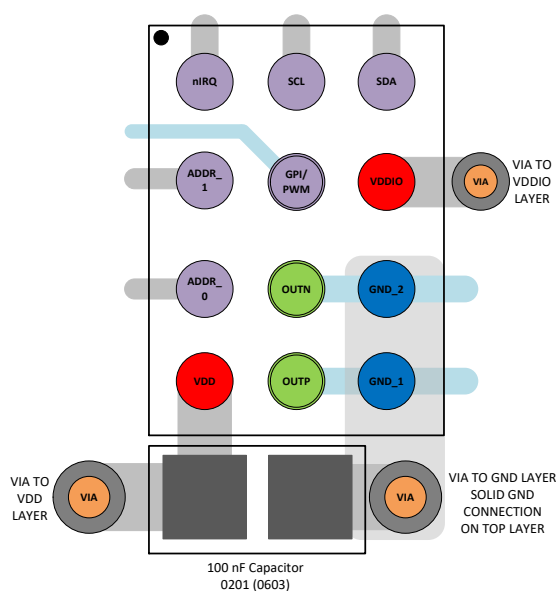 nIRQ
SCL
SDA
ADDR_
1
GPI/
PWM
VDDIO
VIA
VIA TO
VDDIO
LAYER
ADDR_
0
OUTN
GND_2
VDD
OUTP
GND_1
VIA TO
VDD
LAYER
VIA
VIA
VIA TO GND LAYER
SOLID GND
CONNECTION
ON TOP LAYER
100 nF Capacitor
0201 (0603)